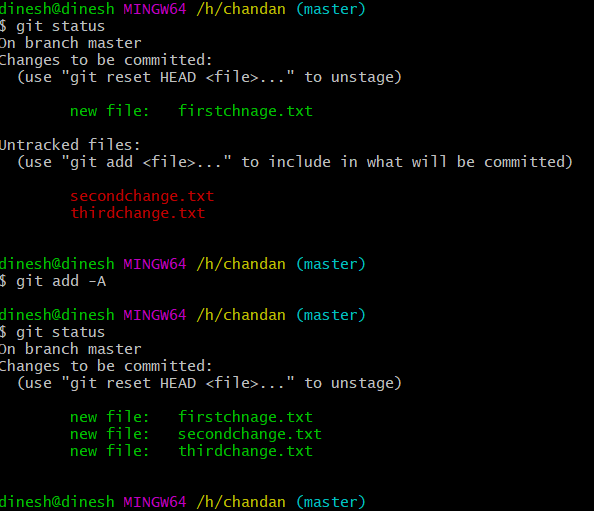 dinesh@dinesh MINGW64 /h/chandan (master)
$ git status
On branch master
Changes to be committed:
  (use "git reset HEAD <file>..." to unstage)
        new file:   firstchnage.txt
Untracked files:
  (use "git add <file>..." to include in what will be committed)
        secondchange.txt
        thirdchange.txt
dinesh@dinesh MINGW64 /h/chandan (master)
$ git add -A
dinesh@dinesh MINGW64 /h/chandan (master)
$ git status
On branch master
Changes to be committed:
  (use "git reset HEAD <file>..." to unstage)
        new file:   firstchnage.txt
        new file:   secondchange.txt
        new file:   thirdchange.txt
dinesh@dinesh MINGW64 /h/chandan (master)